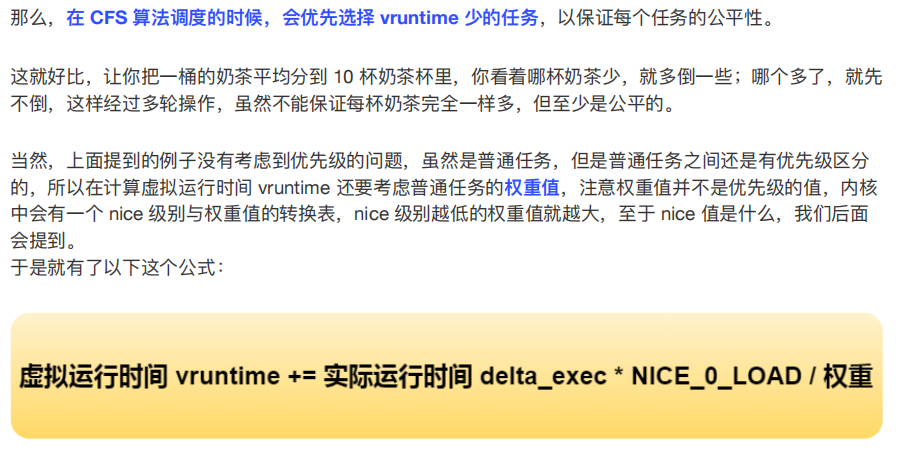 那么，在 CFS 算法调度的时候，会优先选择 vruntime 少的任务，以保证每个任务的公平性。
这就好比，让你把一桶的奶茶平均分到 10 杯奶茶杯里，你看着哪杯奶茶少，就多倒一些；哪个多了，就先
不倒，这样经过多轮操作，虽然不能保证每杯奶茶完全一样多，但至少是公平的。
当然，上面提到的例子没有考虑到优先级的问题，虽然是普通任务，但是普通任务之间还是有优先级区分
的，所以在计算虚拟运行时间 vruntime 还要考虑普通任务的权重值，注意权重值并不是优先级的值，内核
中会有一个 nice 级别与权重值的转换表，nice 级别越低的权重值就越大，至于 nice 值是什么，我们后面
会提到。
于是就有了以下这个公式：
虚拟运行时间 vruntime += 实际运行时间 delta_exec * NICE_0_LOAD / 权重